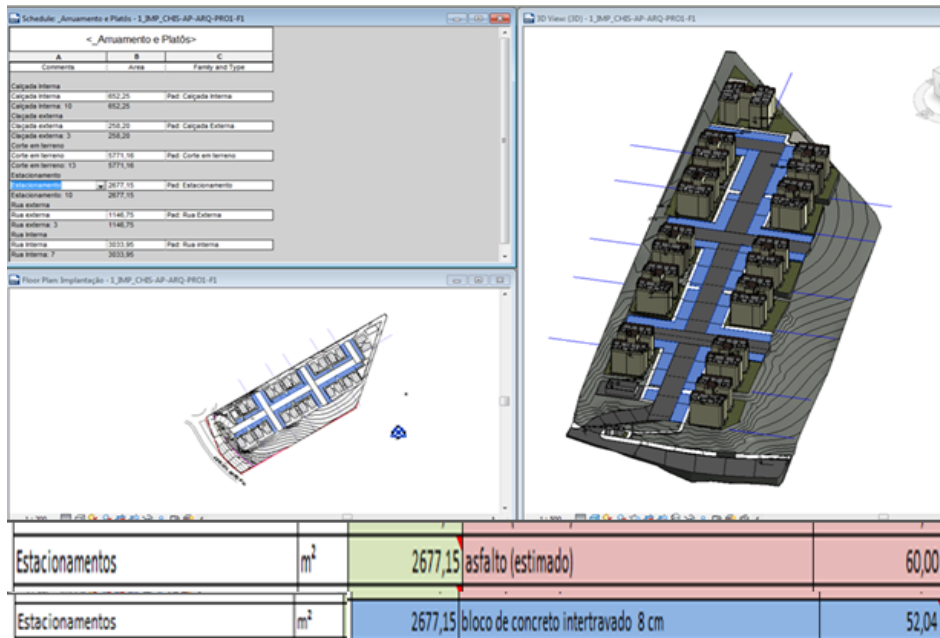 Schedule: _Arruamento e Platôs - 1_IMP_CHIS-AP-ARQ-PRO1-F1
<_Arruamento e Platôs>
A B C
Comments Area Family and Type
Calçada Interna
Calçada Interna 652,25 Pad: Calçada Interna
Calçada Interna: 10 652,25
Claçada externa
Claçada externa 258,20 Pad: Calçada Externa
Claçada externa: 3 258,20
Corte em terreno
Corte em terreno 5771,16 Pad: Corte em terreno
Corte em terreno: 13 5771,16
Estacionamento
Estacionamento 2677,15 Pad: Estacionamento
Estacionamento: 10 2677,15
Rua externa
Rua externa 1146,75 Pad: Rua Externa
Rua externa: 3 1146,75
Rua Interna
Rua Interna 3033,95 Pad: Rua interna
Rua Interna: 7 3033,95
3D View: {3D} - 1_IMP_CHIS-AP-ARQ-PRO1-F1
Floor Plan: Implantação - 1_IMP_CHIS-AP-ARQ-PRO1-F1
Estacionamentos m² 2677,15 asfalto (estimado) 60,00
Estacionamentos m² 2677,15 bloco de concreto intertravado 8 cm 52,04